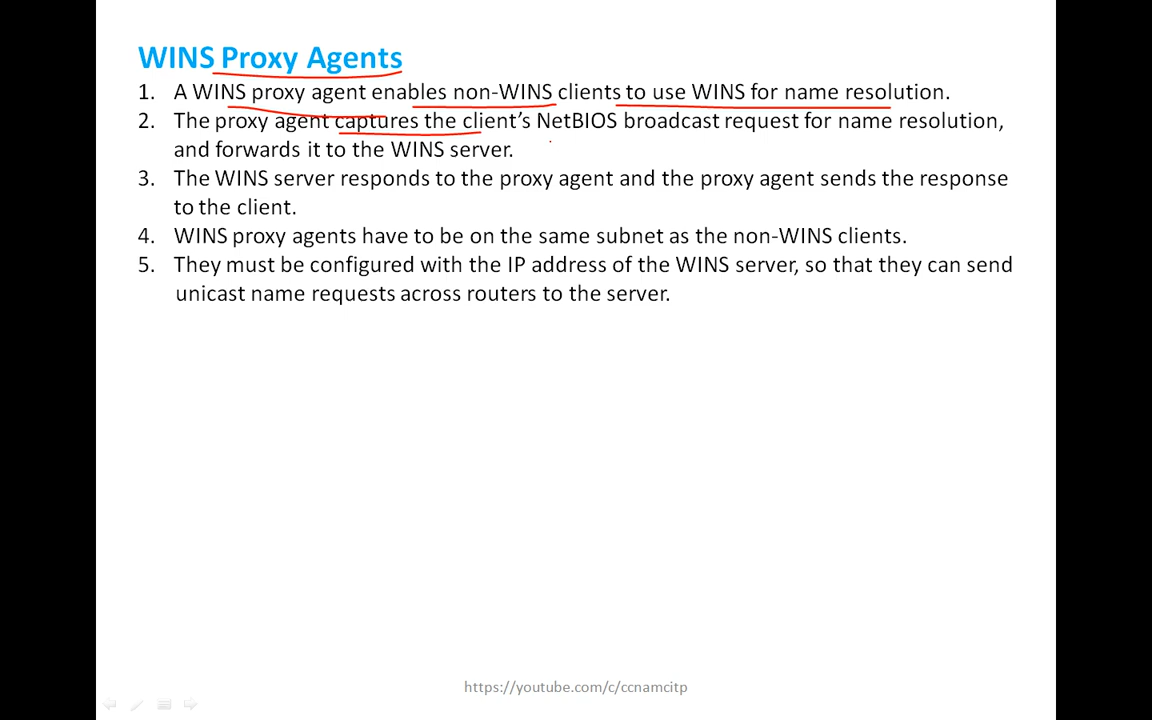 WINS Proxy Agents
1. A WINS proxy agent enables non-WINS clients to use WINS for name resolution.
2. The proxy agent captures the client’s NetBIOS broadcast request for name resolution,
and forwards it to the WINS server.
3. The WINS server responds to the proxy agent and the proxy agent sends the response
to the client.
4. WINS proxy agents have to be on the same subnet as the non-WINS clients.
5. They must be configured with the IP address of the WINS server, so that they can send
unicast name requests across routers to the server.
https://youtube.com/c/ccnamcitp